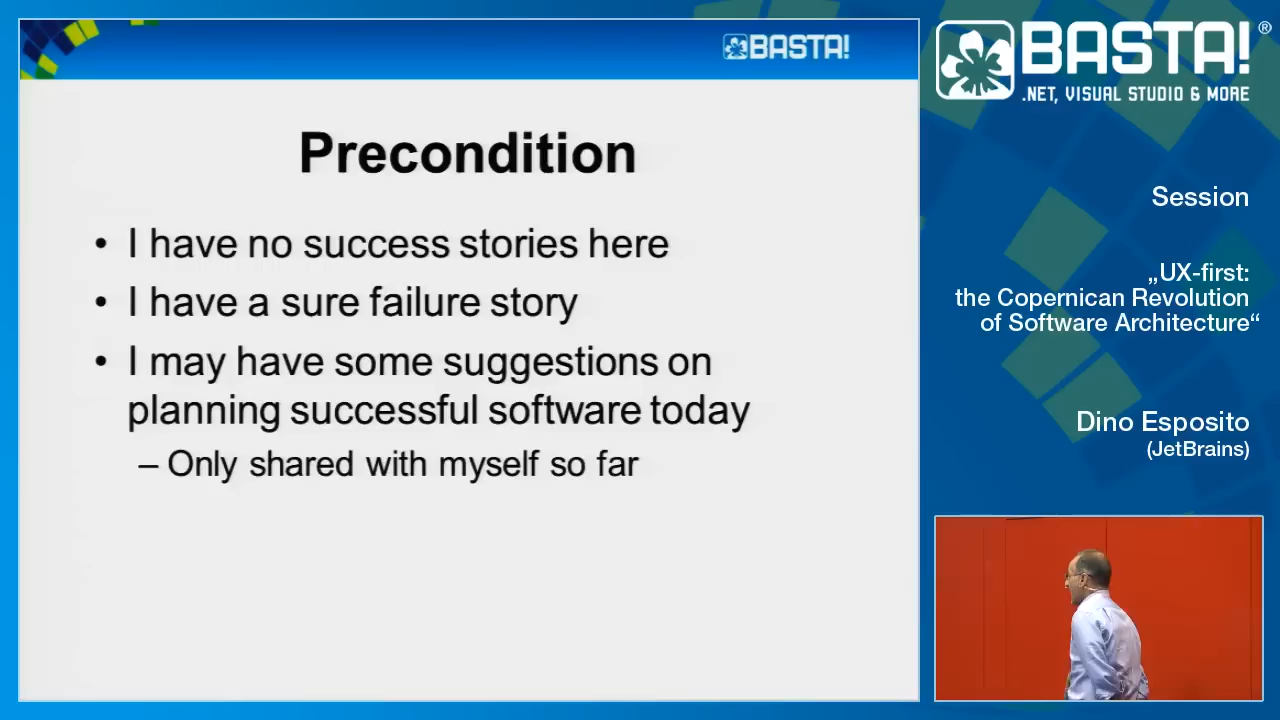 BASTA!
Precondition
• I have no success stories here
• I have a sure failure story
• I may have some suggestions on
planning successful software today
– Only shared with myself so far
BASTA!®
.NET, VISUAL STUDIO & MORE
Session
„UX-first:
the Copernican Revolution
of Software Architecture“
Dino Esposito
(JetBrains)